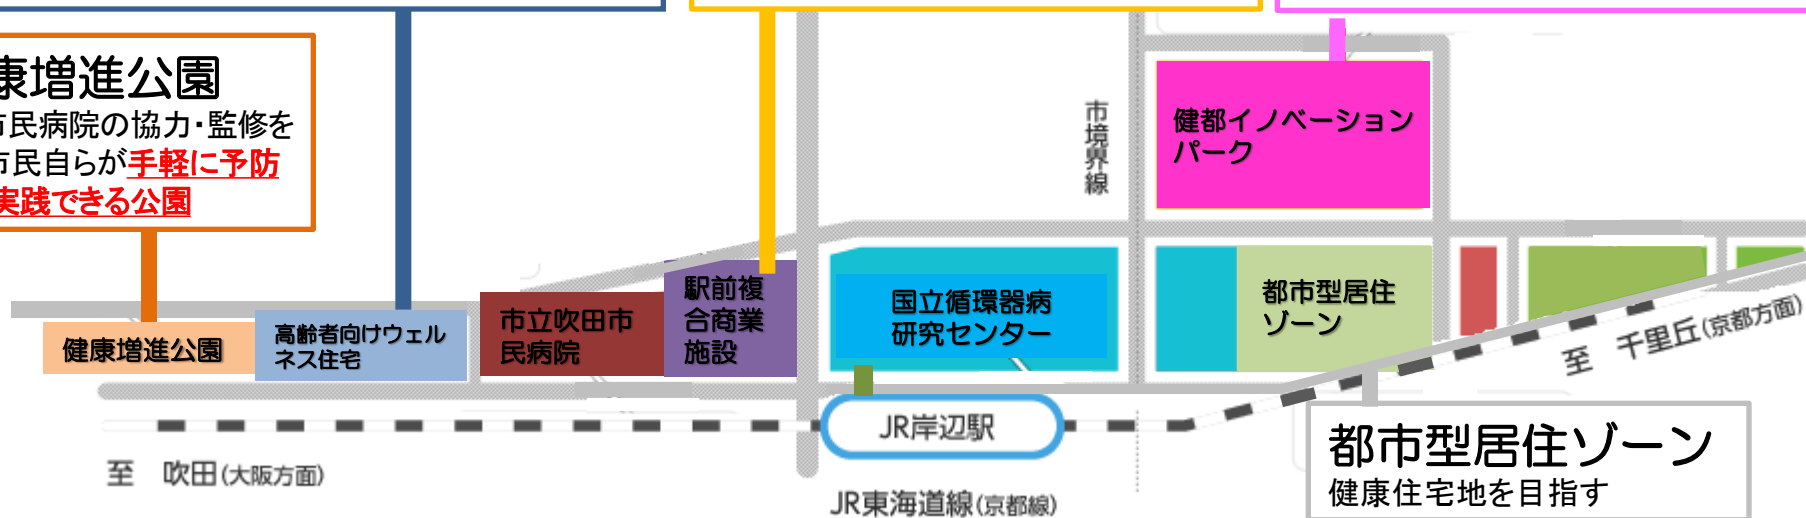 康増進公園
市民病院の協力・監修を
市民自らが手軽に予防
実践できる公園
市境界線
健都イノベーション
パーク
健康増進公園
高齢者向けウェル
ネス住宅
市立吹田市
民病院
駅前複
合商業
施設
国立循環器病
研究センター
都市型居住
ゾーン
至 千里丘(京都方面)
JR岸辺駅
至 吹田(大阪方面)
JR東海道線(京都線)
都市型居住ゾーン
健康住宅地を目指す